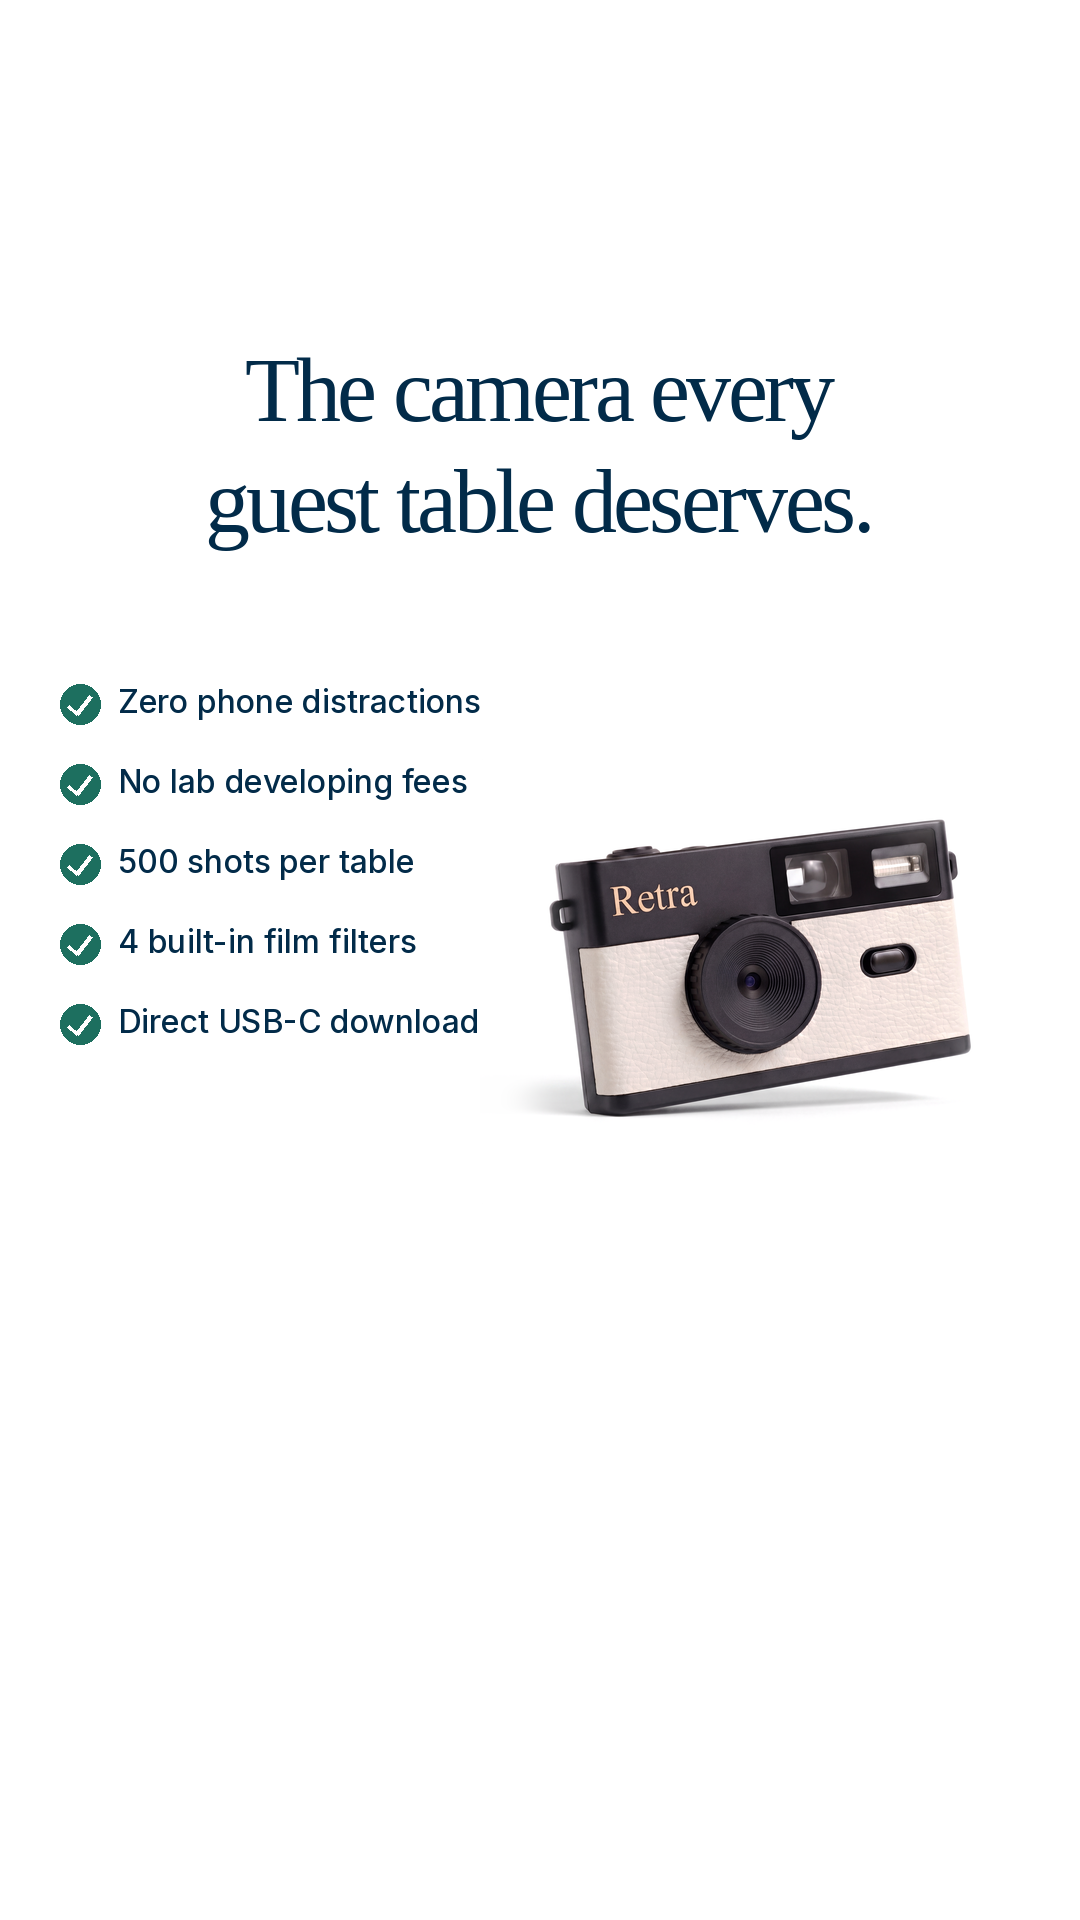 The camera every
guest table deserves.
Zero phone distractions
No lab developing fees
500 shots per table
4 built-in film filters
Direct USB-C download
Retra